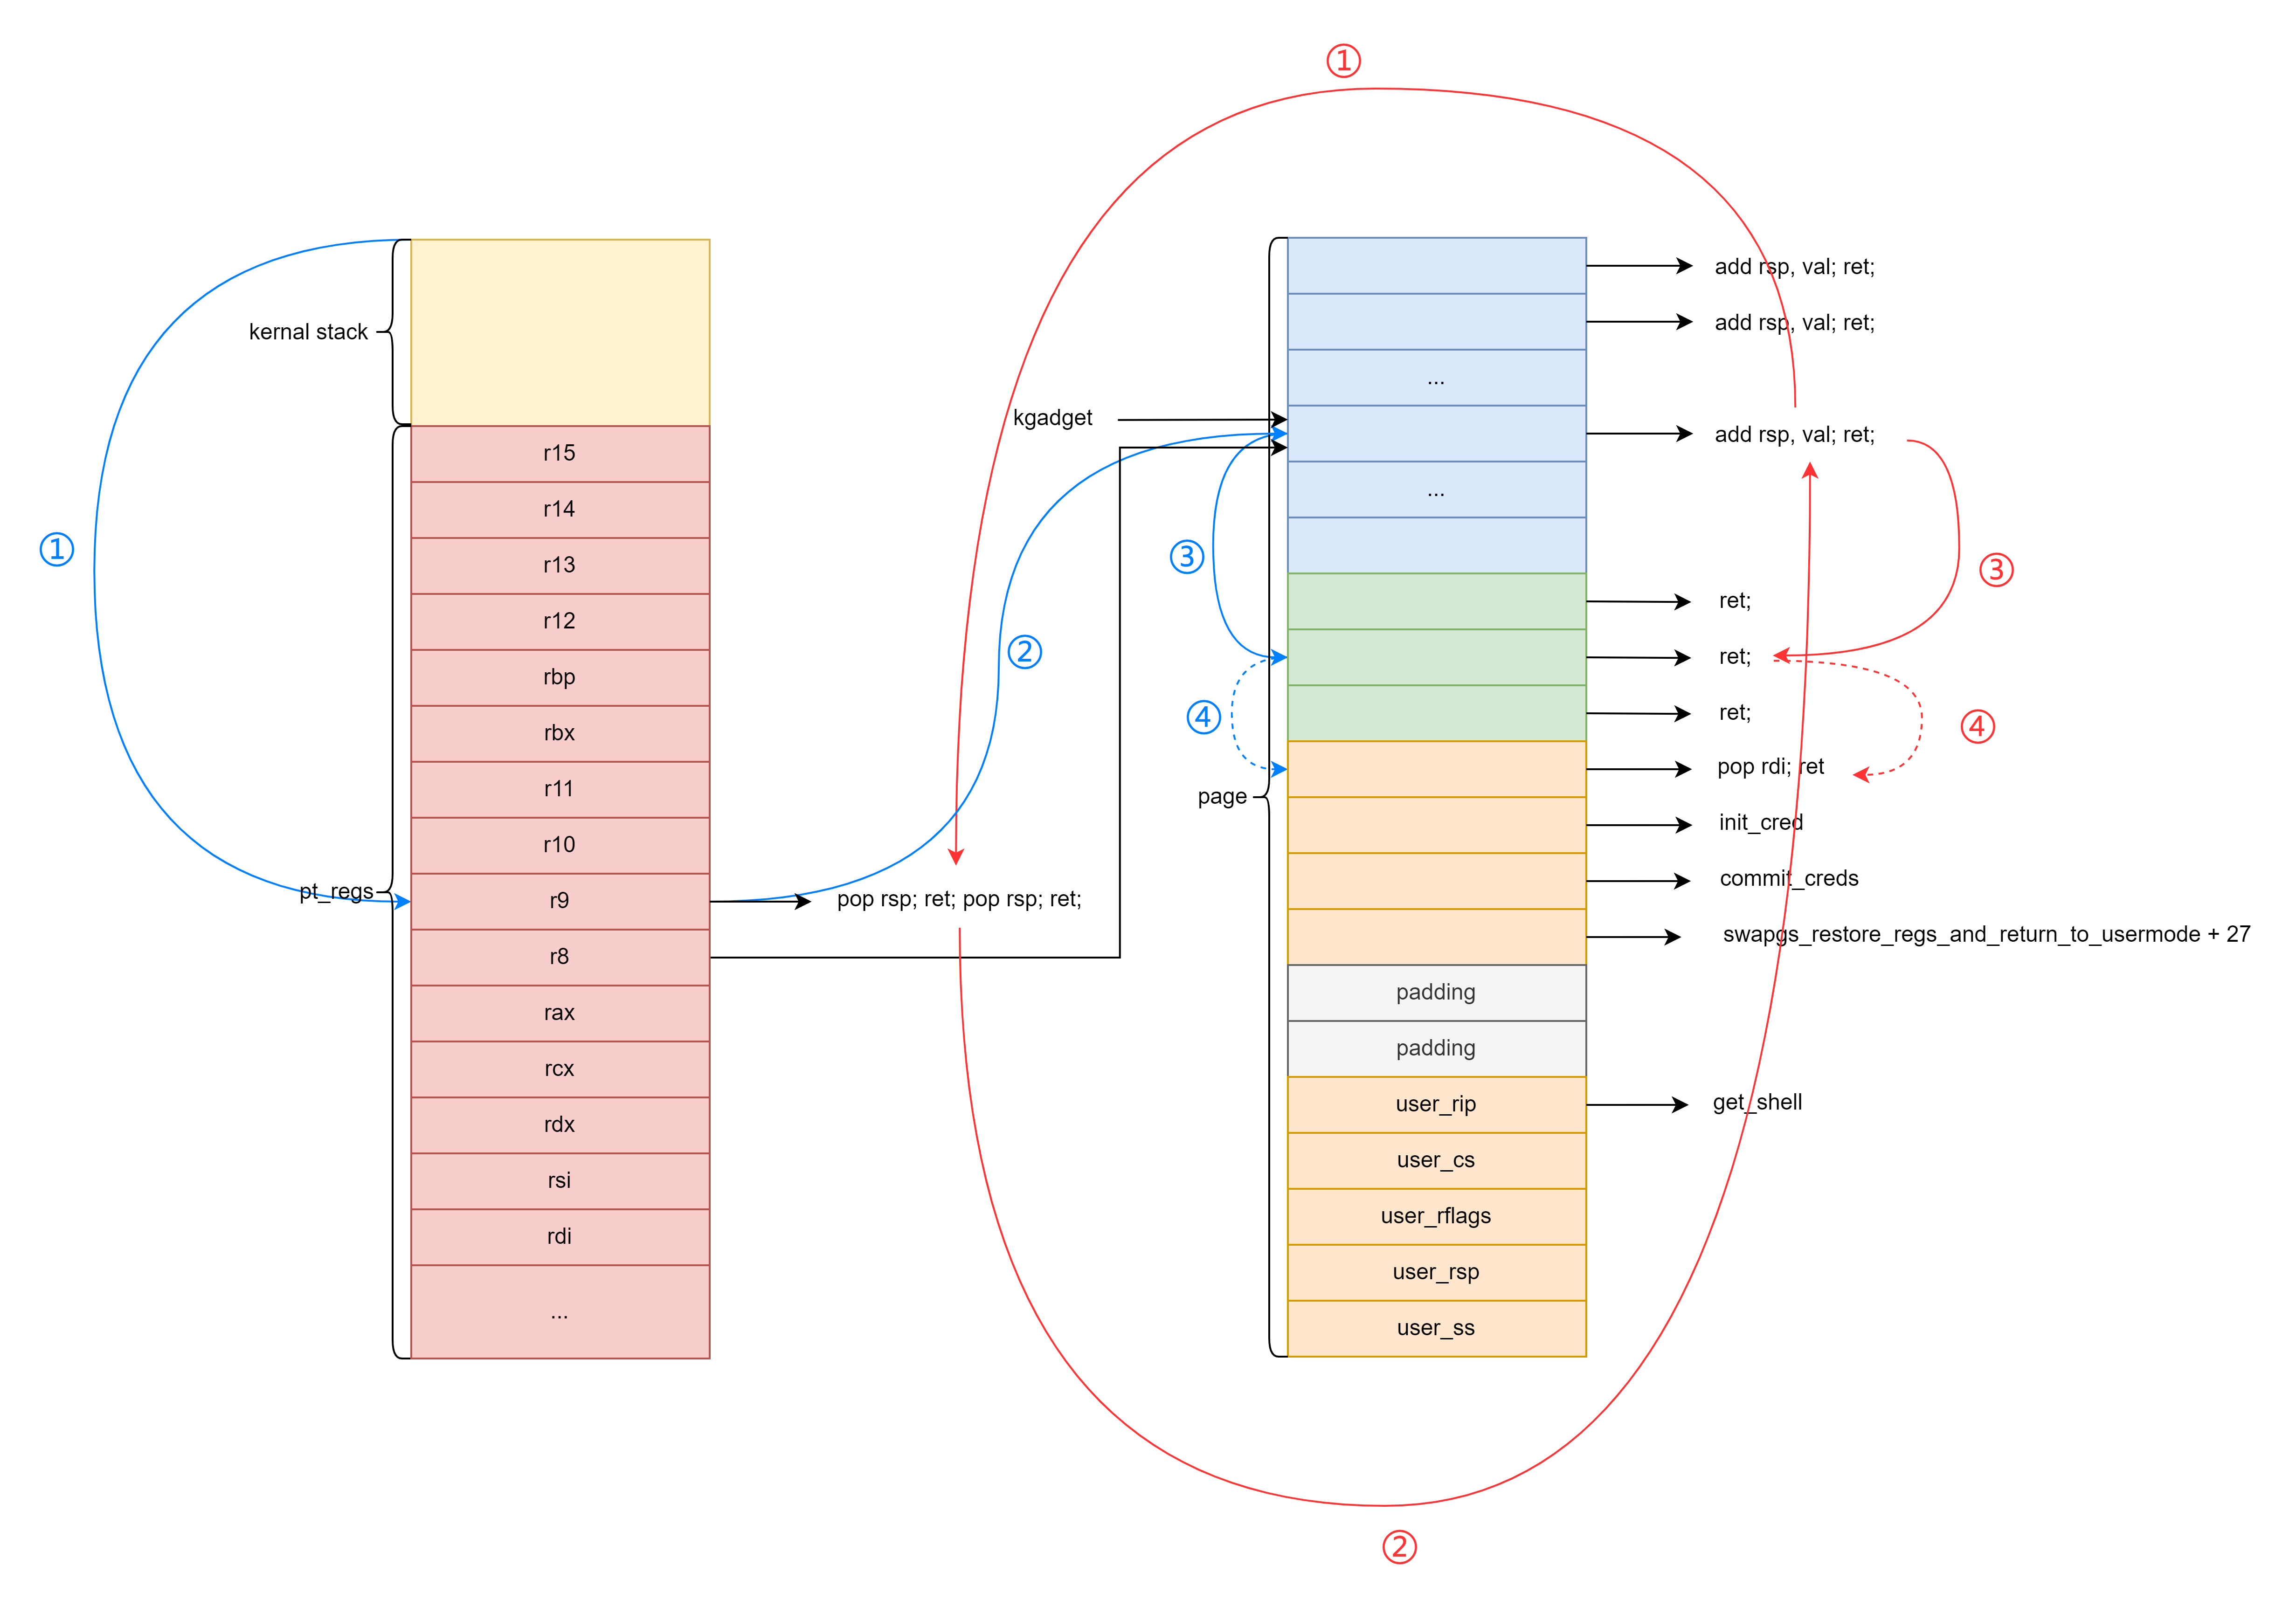 ①
add rsp, val; ret;
add rsp, val; ret;
kernal stack
...
kgadget
add rsp, val; ret;
r15
...
r14
①
③
r13
③
ret;
r12
②
ret;
rbp
④
ret;
④
rbx
pop rdi; ret
r11
page
init_cred
r10
pt_regs
r9
pop rsp; ret; pop rsp; ret;
commit_creds
swapgs_restore_regs_and_return_to_usermode + 27
r8
padding
rax
padding
rcx
user_rip
get_shell
rdx
user_cs
rsi
user_rflags
rdi
user_rsp
...
user_ss
②